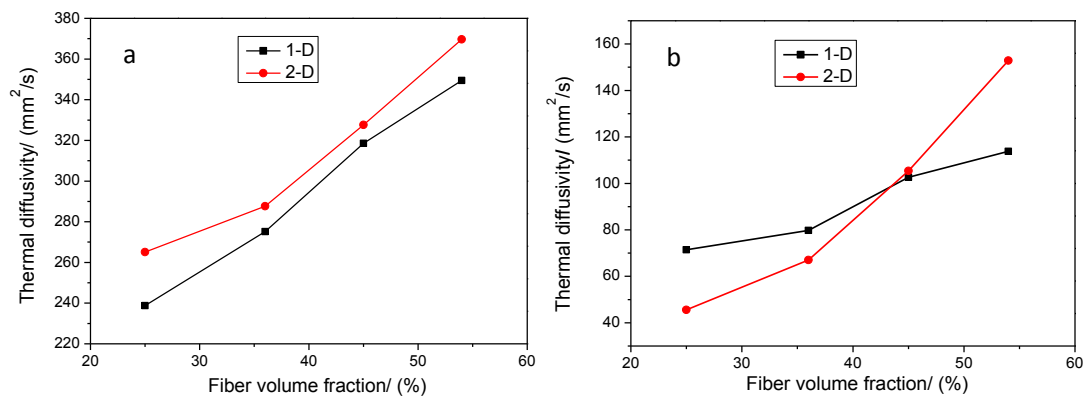 a
1-D
2-D
Thermal diffusivity/ (mm²/s)
380
360
340
320
300
280
260
240
220
20
30
40
50
60
Fiber volume fraction/ (%)
b
1-D
2-D
Thermal diffusivity/ (mm²/s)
160
140
120
100
80
60
40
20
30
40
50
60
Fiber volume fraction/ (%)